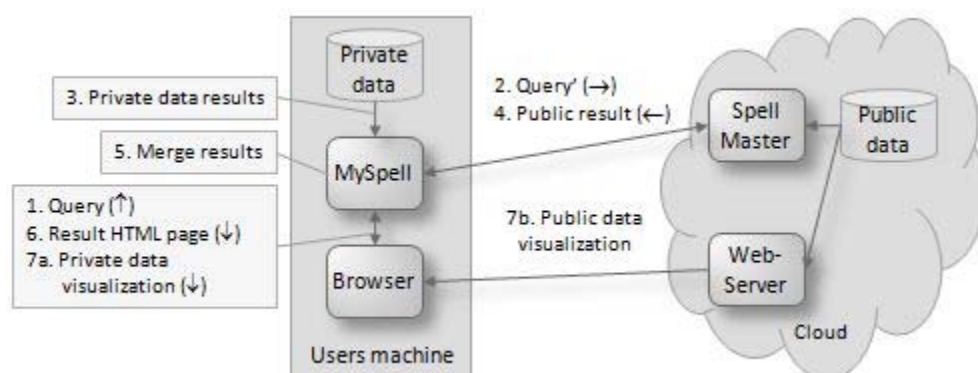 Private
data
3. Private data results
2. Query' (→)
4. Public result (←)
Spell
Master
Public
data
5. Merge results
MySpell
1. Query (↑)
6. Result HTML page (↓)
7a. Private data
visualization (↓)
7b. Public data
visualization
Browser
Web-
Server
Cloud
Users machine